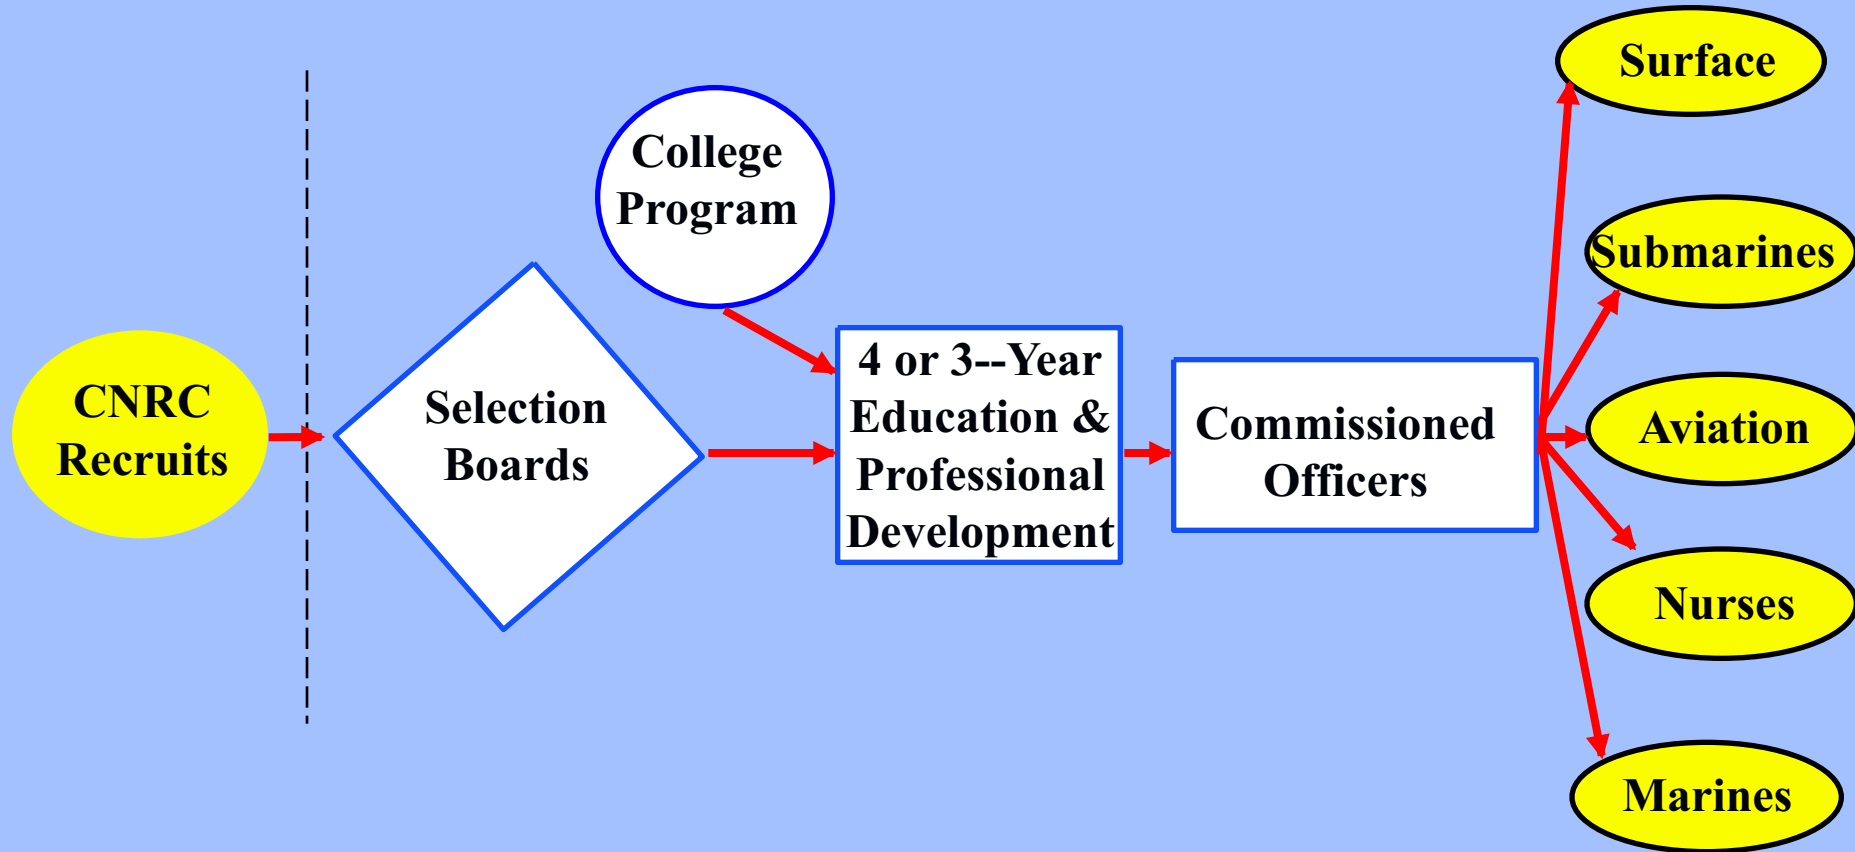 CNRC
Recruits
Selection
Boards
College
Program
4 or 3--Year
Education &
Professional
Development
Commissioned
Officers
Surface
Submarines
Aviation
Nurses
Marines